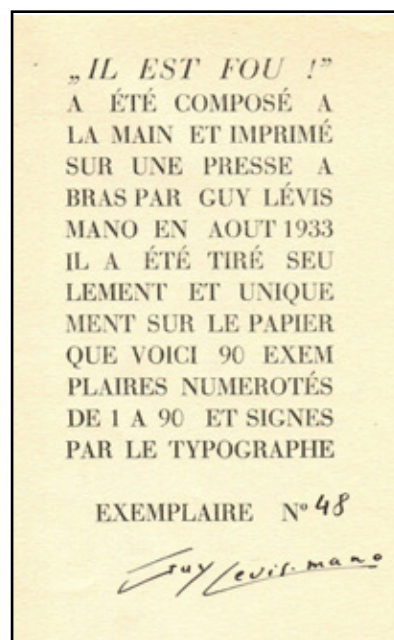 „IL EST FOU !”
A ÉTÉ COMPOSÉ A
LA MAIN ET IMPRIMÉ
SUR UNE PRESSE A
BRAS PAR GUY LÉVIS
MANO EN AOUT 1933
IL A ÉTÉ TIRÉ SEU
LEMENT ET UNIQUE
MENT SUR LE PAPIER
QUE VOICI 90 EXEM
PLAIRES NUMEROTÉS
DE 1 A 90 ET SIGNES
PAR LE TYPOGRAPHE
EXEMPLAIRE Nº 48
Guy Levis-mano